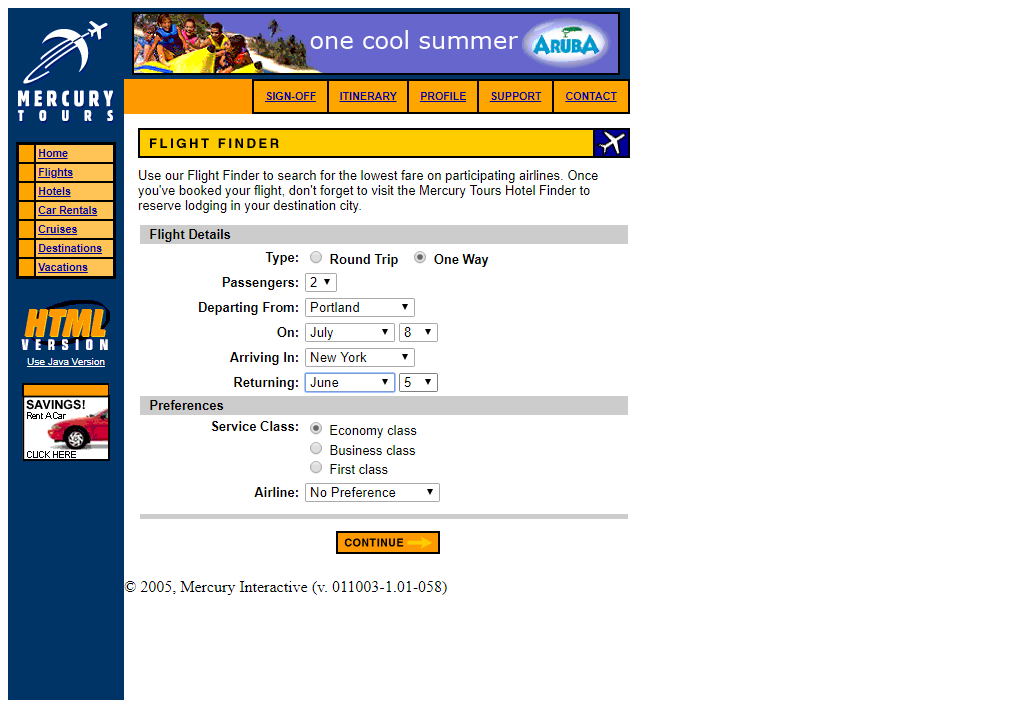 one cool summer ARUBA
MERCURY
TOURS
SIGN-OFF ITINERARY PROFILE SUPPORT CONTACT
Home
Flights
Hotels
Car Rentals
Cruises
Destinations
Vacations
HTML
VERSION
Use Java Version
SAVINGS!
Rent A Car
CLICK HERE
FLIGHT FINDER
Use our Flight Finder to search for the lowest fare on participating airlines. Once
you've booked your flight, don't forget to visit the Mercury Tours Hotel Finder to
reserve lodging in your destination city.
Flight Details
Type: Round Trip One Way
Passengers: 2
Departing From: Portland
On: July 8
Arriving In: New York
Returning: June 5
Preferences
Service Class: Economy class
Business class
First class
Airline: No Preference
CONTINUE
© 2005, Mercury Interactive (v. 011003-1.01-058)